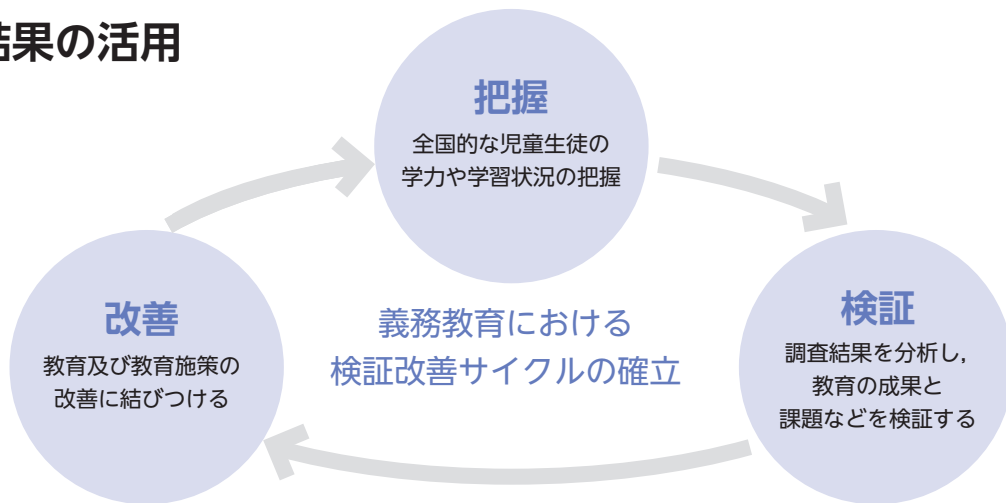 結果の活用
把握
全国的な児童生徒の
学力や学習状況の把握
検証
調査結果を分析し,
教育の成果と
課題などを検証する
改善
教育及び教育施策の
改善に結びつける
義務教育における
検証改善サイクルの確立